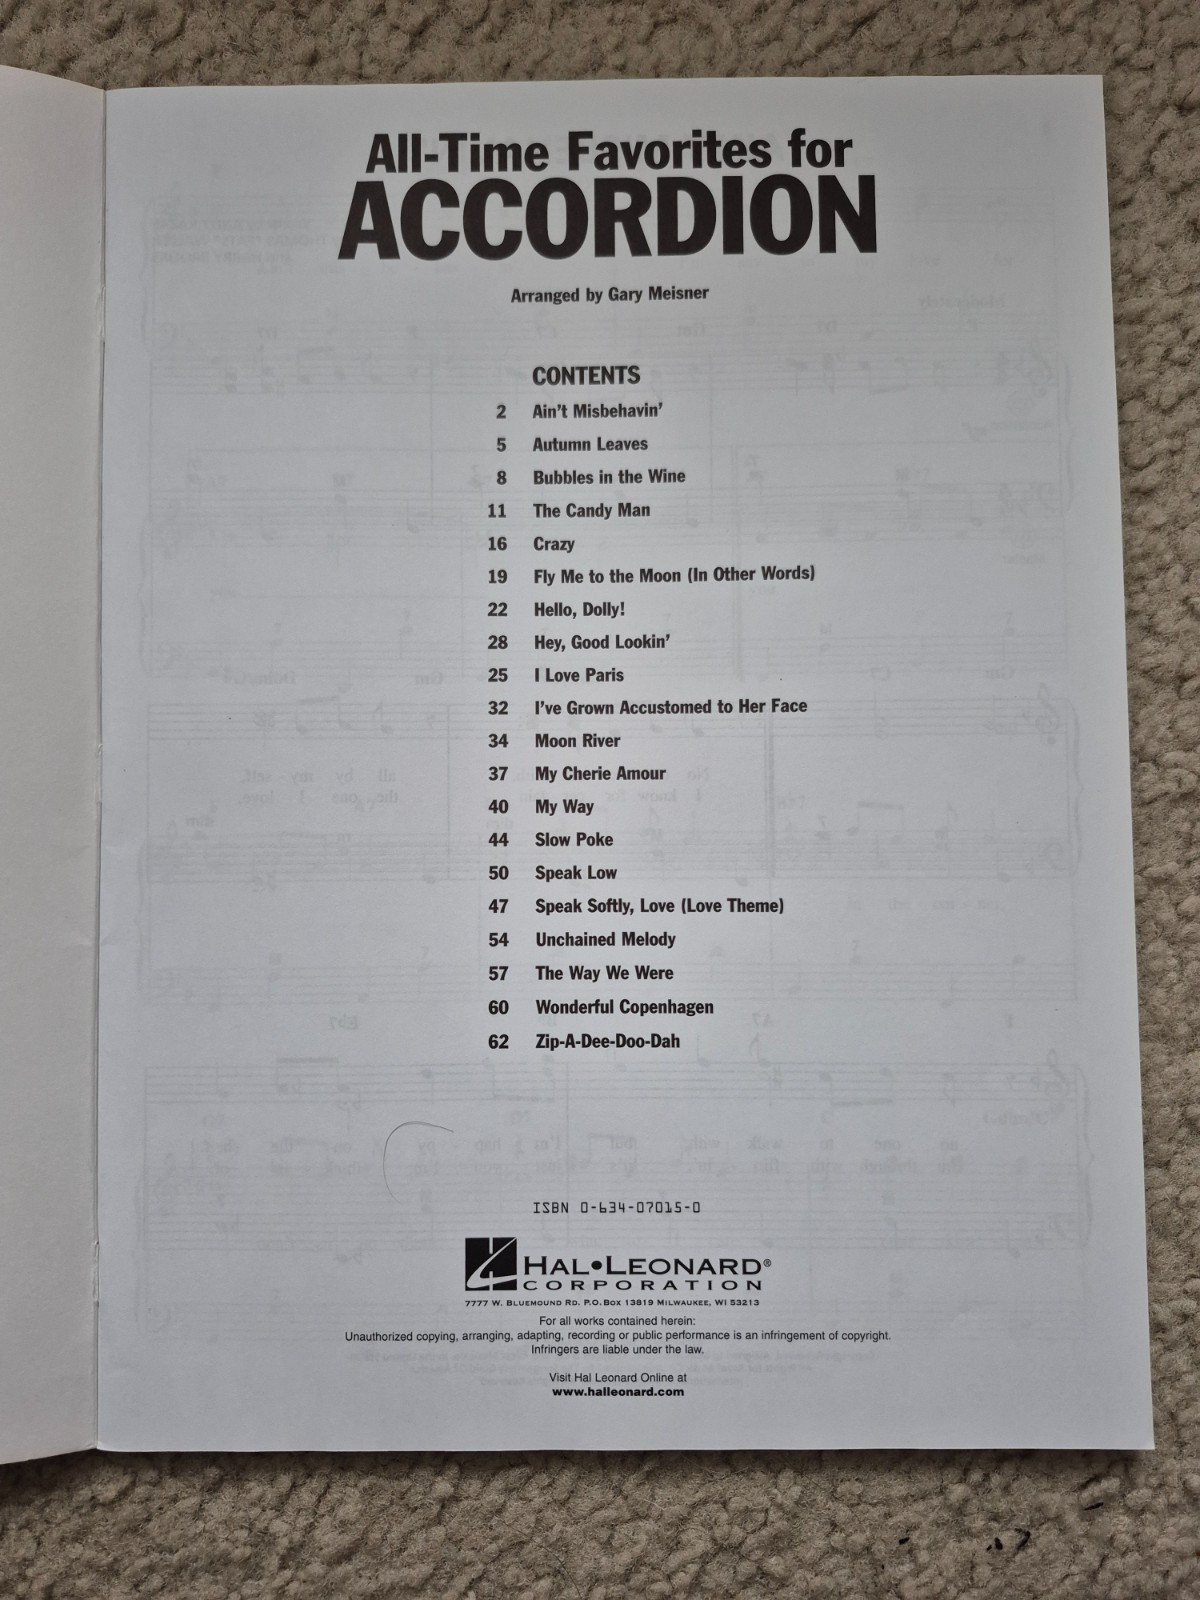 All-Time Favorites for
ACCORDION
Arranged by Gary Meisner
CONTENTS
2 Ain't Misbehavin'
5 Autumn Leaves
8 Bubbles in the Wine
11 The Candy Man
16 Crazy
19 Fly Me to the Moon (In Other Words)
22 Hello, Dolly!
28 Hey, Good Lookin'
25 I Love Paris
32 I've Grown Accustomed to Her Face
34 Moon River
37 My Cherie Amour
40 My Way
44 Slow Poke
50 Speak Low
47 Speak Softly, Love (Love Theme)
54 Unchained Melody
57 The Way We Were
60 Wonderful Copenhagen
62 Zip-A-Dee-Doo-Dah
ISBN 0-634-07015-0
HAL•LEONARD®
CORPORATION
7777 W. BLUEMOUND RD. P.O. BOX 13819 MILWAUKEE, WI 53213
For all works contained herein:
Unauthorized copying, arranging, adapting, recording or public performance is an infringement of copyright.
Infringers are liable under the law.
Visit Hal Leonard Online at
www.halleonard.com